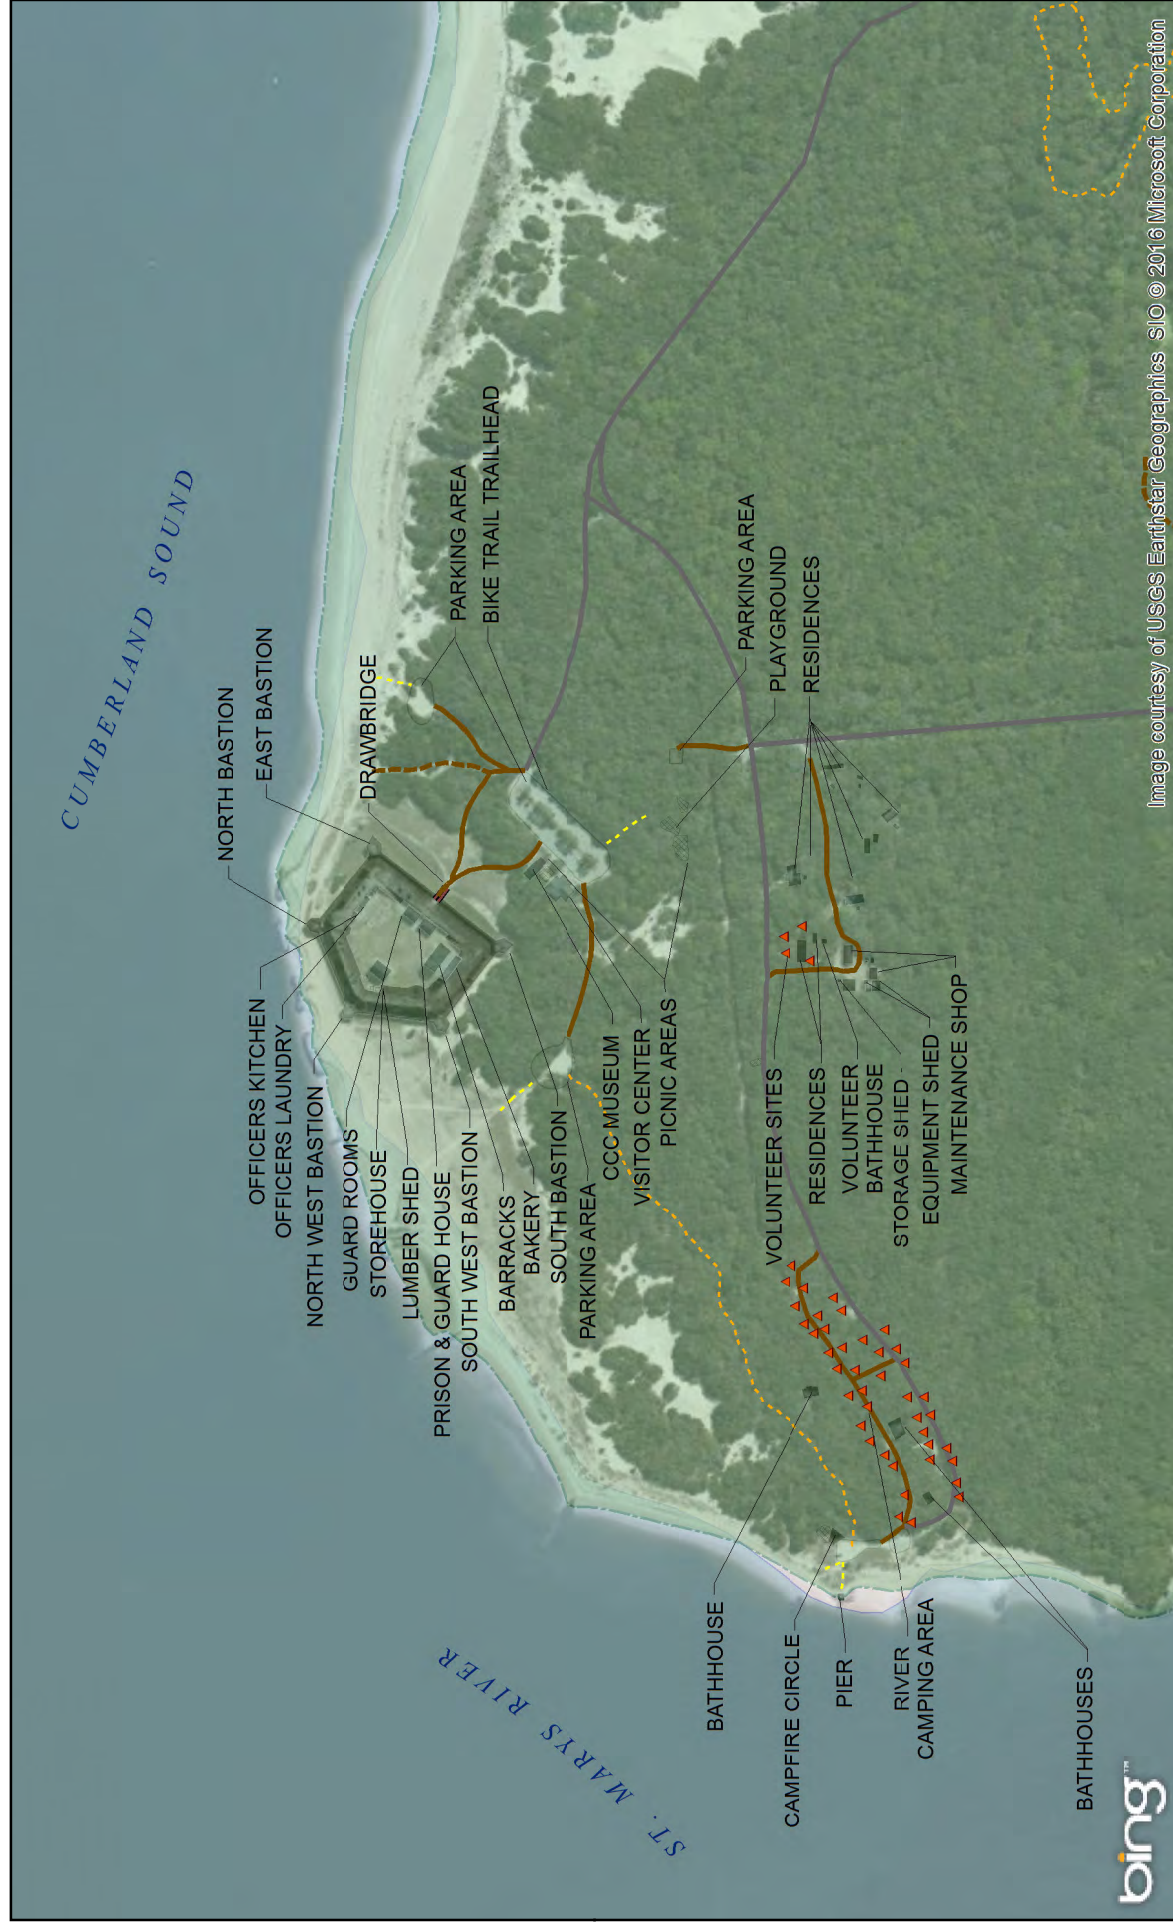 CUMBERLAND SOUND
NORTH BASTION
EAST BASTION
DRAWBRIDGE
PARKING AREA
BIKE TRAIL TRAILHEAD
OFFICERS KITCHEN
OFFICERS LAUNDRY
NORTH WEST BASTION
GUARD ROOMS
STOREHOUSE
LUMBER SHED
PRISON & GUARD HOUSE
SOUTH WEST BASTION
BARRACKS
BAKERY
SOUTH BASTION
PARKING AREA
CCC MUSEUM
VISITOR CENTER
PICNIC AREAS
PARKING AREA
PLAYGROUND
RESIDENCES
VOLUNTEER SITES
RESIDENCES
VOLUNTEER
BATHHOUSE
STORAGE SHED
EQUIPMENT SHED
MAINTENANCE SHOP
ST. MARYS RIVER
BATHHOUSE
CAMPFIRE CIRCLE
PIER
RIVER
CAMPING AREA
BATHHOUSES
bing™
Image courtesy of USGS Earthstar Geographics SIO © 2016 Microsoft Corporation